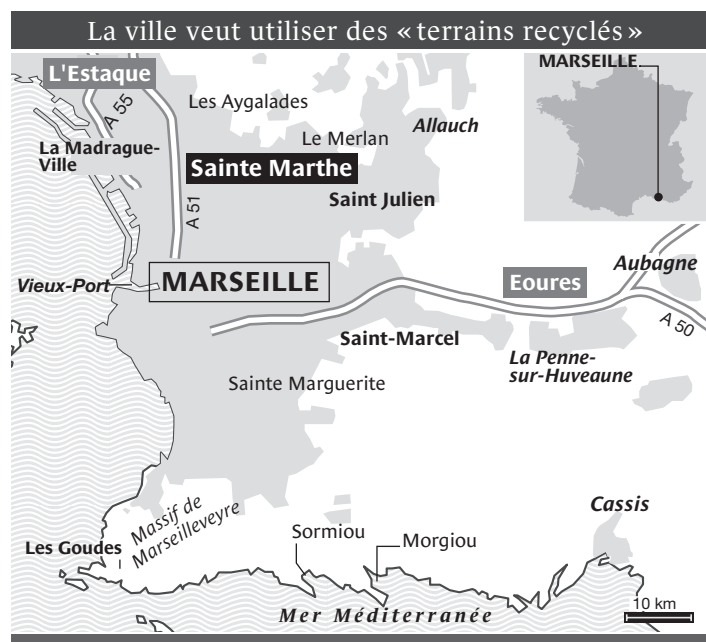 La ville veut utiliser des « terrains recyclés »
L'Estaque
MARSEILLE
A 55
Les Aygalades
Le Merlan
Allauch
La Madrague-
Ville
Sainte Marthe
Saint Julien
A 51
Vieux-Port
MARSEILLE
Eoures
Aubagne
A 50
Saint-Marcel
La Penne-
sur-Huveaune
Sainte Marguerite
Massif de
Marseilleveyre
Cassis
Les Goudes
Sormiou
Morgiou
10 km
Mer Méditerranée